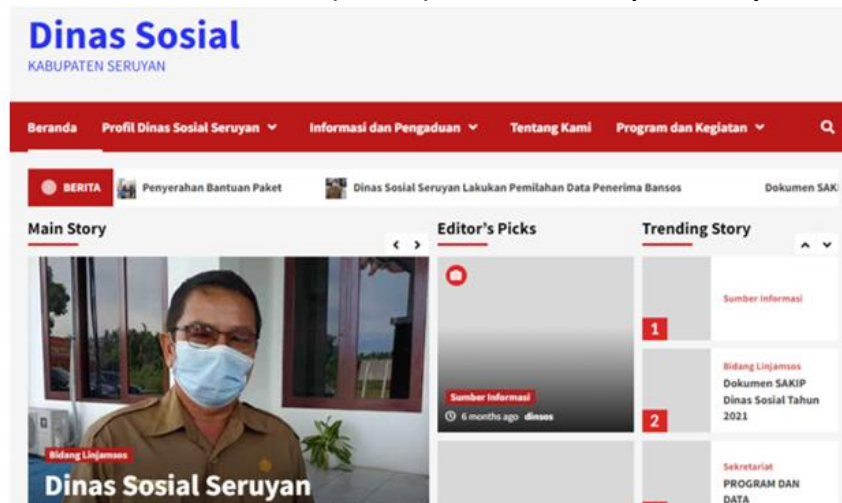 Dinas Sosial
KABUPATEN SERUYAN
Beranda Profil Dinas Sosial Seruyan Informasi dan Pengaduan Tentang Kami Program dan Kegiatan
BERITA Penyerahan Bantuan Paket Dinas Sosial Seruyan Lakukan Pemilahan Data Penerima Bansos Dokumen SAKI
Main Story
Editor's Picks
Trending Story
Bidang Linjamsos
Dinas Sosial Seruyan
Sumber Informasi
6 months ago dinsos
1
Sumber Informasi
2
Bidang Linjamsos
Dokumen SAKIP
Dinas Sosial Tahun
2021
Sekretariat
PROGRAM DAN
DATA